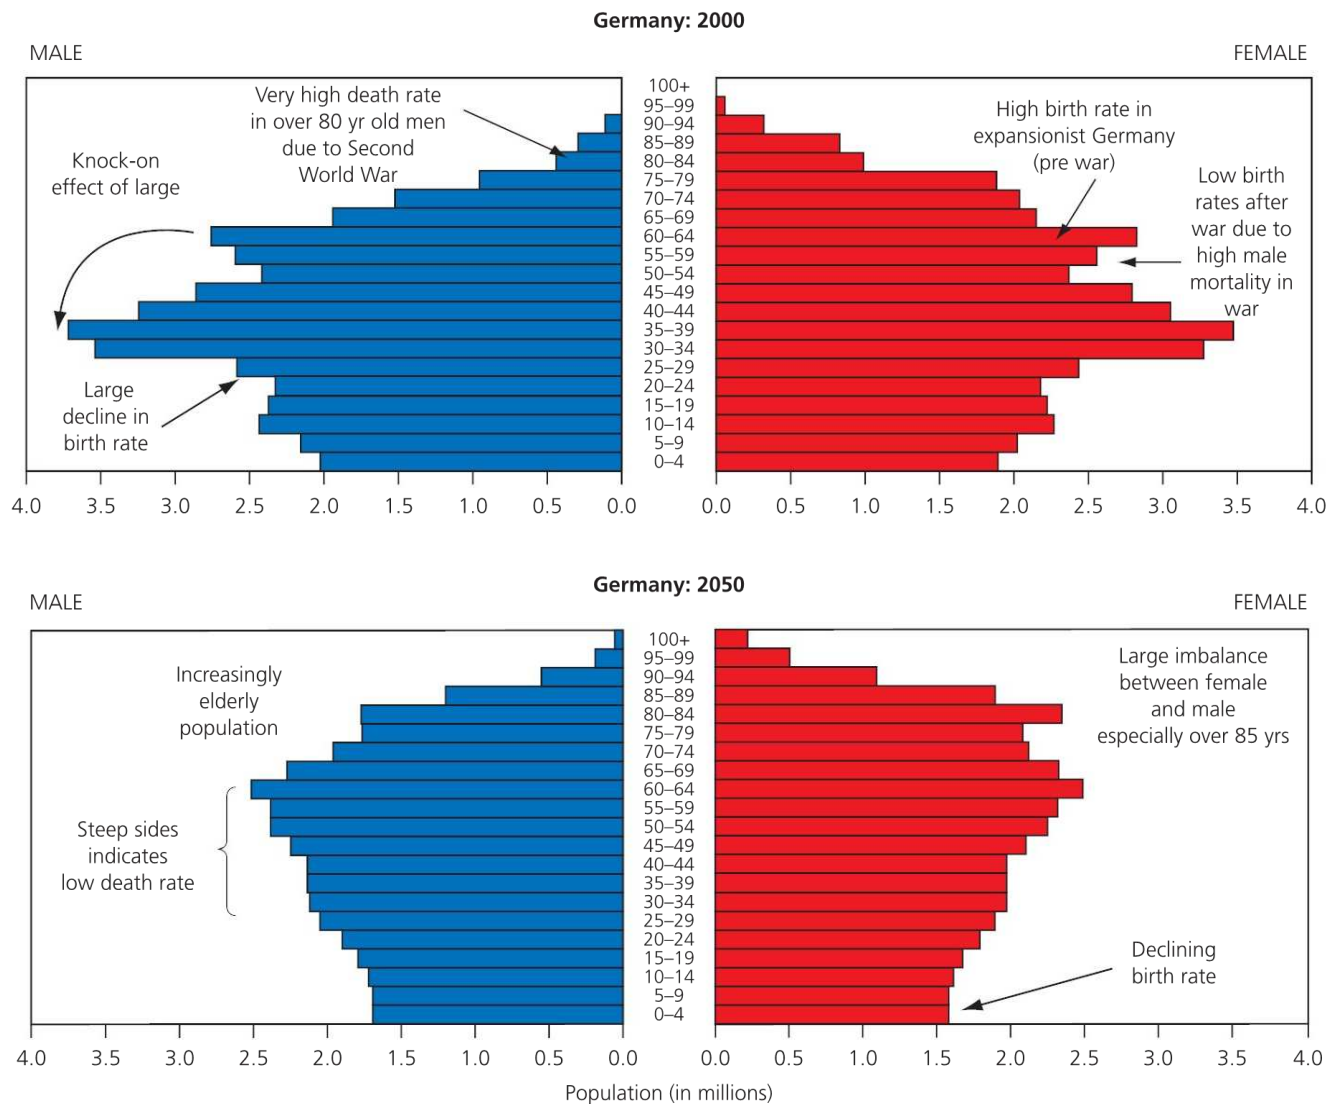 Germany: 2000
MALE
FEMALE
Very high death rate
in over 80 yr old men
due to Second
World War
Knock-on
effect of large
Large
decline in
birth rate
100+
95–99
90–94
85–89
80–84
75–79
70–74
65–69
60–64
55–59
50–54
45–49
40–44
35–39
30–34
25–29
20–24
15–19
10–14
5–9
0–4
High birth rate in
expansionist Germany
(pre war)
Low birth
rates after
war due to
high male
mortality in
war
4.0 3.5 3.0 2.5 2.0 1.5 1.0 0.5 0.0
0.0 0.5 1.0 1.5 2.0 2.5 3.0 3.5 4.0
Germany: 2050
MALE
FEMALE
Increasingly
elderly
population
Steep sides
indicates
low death rate
100+
95–99
90–94
85–89
80–84
75–79
70–74
65–69
60–64
55–59
50–54
45–49
40–44
35–39
30–34
25–29
20–24
15–19
10–14
5–9
0–4
Large imbalance
between female
and male
especially over 85 yrs
Declining
birth rate
4.0 3.5 3.0 2.5 2.0 1.5 1.0 0.5 0.0
0.0 0.5 1.0 1.5 2.0 2.5 3.0 3.5 4.0
Population (in millions)